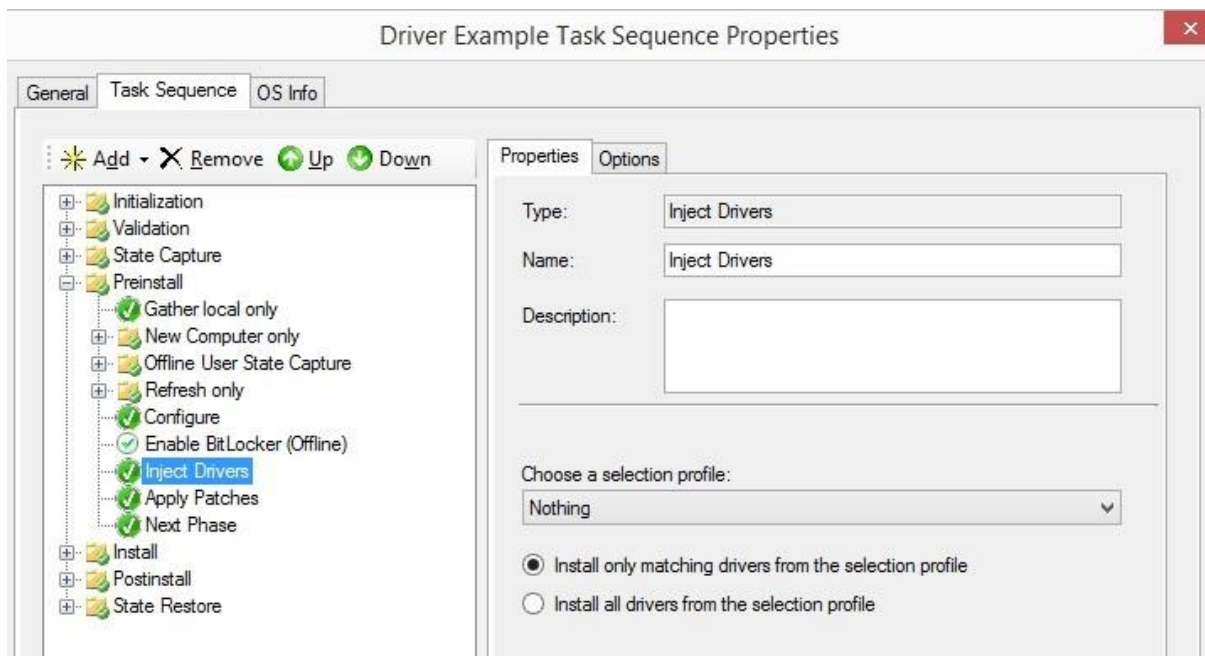 Driver Example Task Sequence Properties
General Task Sequence OS Info
Add Remove Up Down
Initialization
Validation
State Capture
Preinstall
Gather local only
New Computer only
Offline User State Capture
Refresh only
Configure
Enable BitLocker (Offline)
Inject Drivers
Apply Patches
Next Phase
Install
Postinstall
State Restore
Properties Options
Type: Inject Drivers
Name: Inject Drivers
Description:
Choose a selection profile:
Nothing
Install only matching drivers from the selection profile
Install all drivers from the selection profile